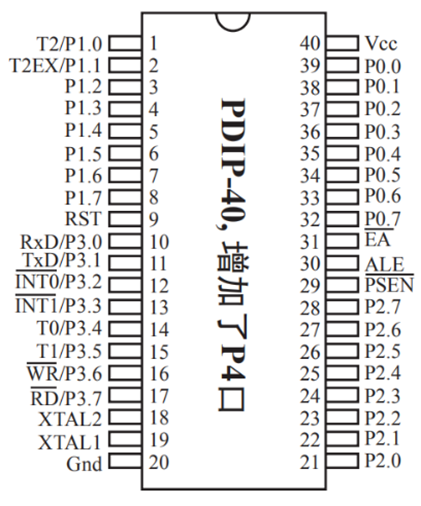 T2/P1.0 1 40 Vcc
T2EX/P1.1 2 39 P0.0
P1.2 3 38 P0.1
P1.3 4 37 P0.2
P1.4 5 36 P0.3
P1.5 6 35 P0.4
P1.6 7 34 P0.5
P1.7 8 33 P0.6
RST 9 32 P0.7
RxD/P3.0 10 31 EA
TxD/P3.1 11 30 ALE
INT0/P3.2 12 29 PSEN
INT1/P3.3 13 28 P2.7
T0/P3.4 14 27 P2.6
T1/P3.5 15 26 P2.5
WR/P3.6 16 25 P2.4
RD/P3.7 17 24 P2.3
XTAL2 18 23 P2.2
XTAL1 19 22 P2.1
Gnd 20 21 P2.0
PDIP-40, 增加了P4口